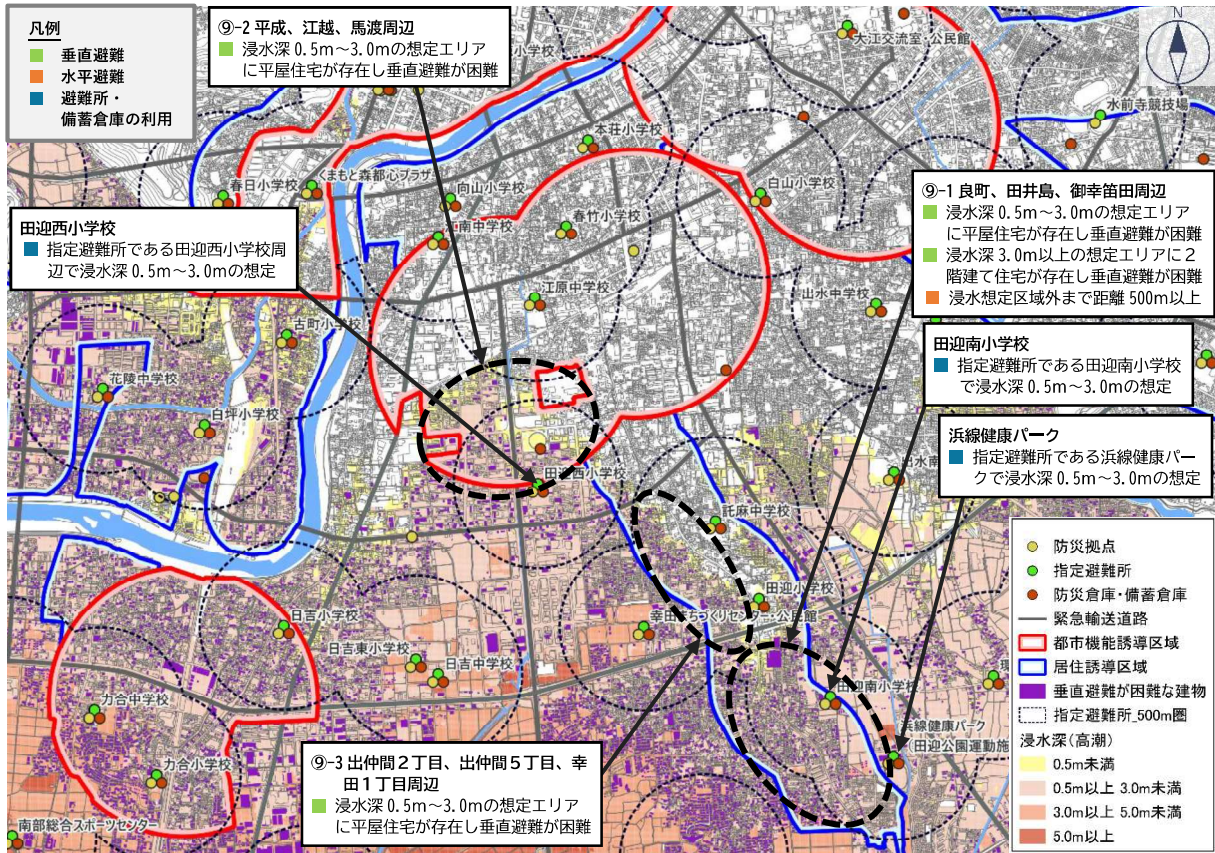 凡例
垂直避難
水平避難
避難所・
備蓄倉庫の利用
⑨-2 平成、江越、馬渡周辺
浸水深 0.5m~3.0mの想定エリア
に平屋住宅が存在し垂直避難が困難
小学校
大江交流室・公民館
N
水前寺競技場
本荘小学校
春日小学校
くまもと森都心プラザ
向山小学校
白山小学校
春竹小学校
江南中学校
田迎西小学校
指定避難所である田迎西小学校周
辺で浸水深 0.5m~3.0mの想定
⑨-1 良町、田井島、御幸笛田周辺
浸水深 0.5m~3.0mの想定エリア
に平屋住宅が存在し垂直避難が困難
浸水深 3.0m以上の想定エリアに2
階建て住宅が存在し垂直避難が困難
浸水想定区域外まで距離 500m以上
江原中学校
出水中学校
古町小学校
田迎南小学校
指定避難所である田迎南小学校
で浸水深 0.5m~3.0mの想定
花陵中学校
白坪小学校
浜線健康パーク
指定避難所である浜線健康パー
クで浸水深 0.5m~3.0mの想定
田迎西小学校
出水南
託麻中学校
田迎小学校
幸田まちづくりセンター・公民館
日吉小学校
日吉東小学校
日吉中学校
田迎南小学校
力合中学校
浜線健康パーク
(田迎公園運動施
力合小学校
南部総合スポーツセンター
⑨-3 出仲間2丁目、出仲間5丁目、幸
田1丁目周辺
浸水深 0.5m~3.0mの想定エリア
に平屋住宅が存在し垂直避難が困難
防災拠点
指定避難所
防災倉庫・備蓄倉庫
緊急輸送道路
都市機能誘導区域
居住誘導区域
垂直避難が困難な建物
指定避難所_500m圏
浸水深(高潮)
0.5m未満
0.5m以上 3.0m未満
3.0m以上 5.0m未満
5.0m以上